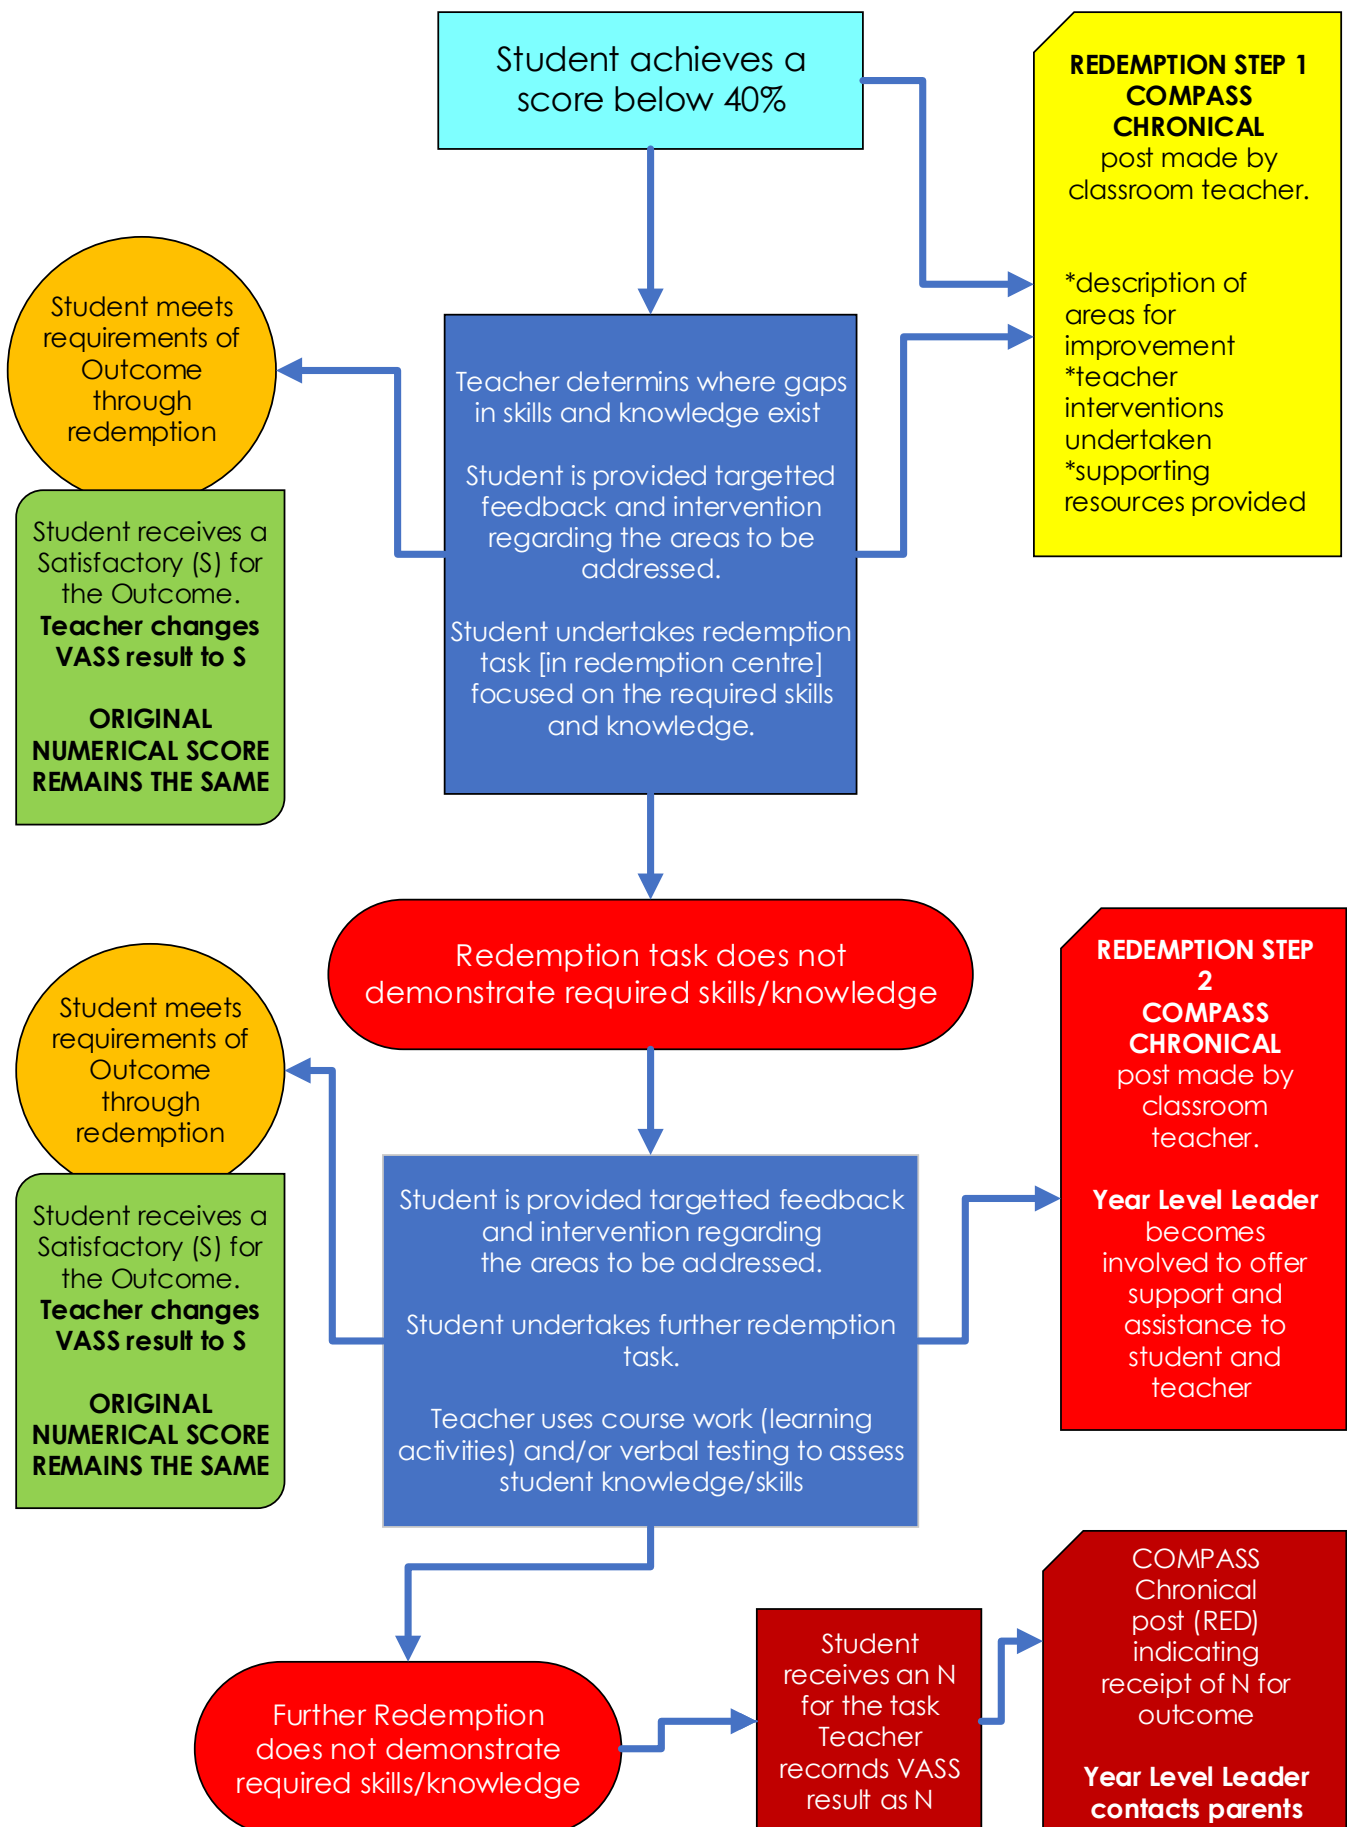 Student achieves a
score below 40%
REDEMPTION STEP 1
COMPASS
CHRONICAL
post made by
classroom teacher.
*description of
areas for
improvement
*teacher
interventions
undertaken
*supporting
resources provided
Student meets
requirements of
Outcome
through
redemption
Student receives a
Satisfactory (S) for
the Outcome.
Teacher changes
VASS result to S
ORIGINAL
NUMERICAL SCORE
REMAINS THE SAME
Teacher determins where gaps
in skills and knowledge exist
Student is provided targetted
feedback and intervention
regarding the areas to be
addressed.
Student undertakes redemption
task [in redemption centre]
focused on the required skills
and knowledge.
Redemption task does not
demonstrate required skills/knowledge
REDEMPTION STEP
2
COMPASS
CHRONICAL
post made by
classroom
teacher.
Year Level Leader
becomes
involved to offer
support and
assistance to
student and
teacher
Student meets
requirements of
Outcome
through
redemption
Student receives a
Satisfactory (S) for
the Outcome.
Teacher changes
VASS result to S
ORIGINAL
NUMERICAL SCORE
REMAINS THE SAME
Student is provided targetted feedback
and intervention regarding
the areas to be addressed.
Student undertakes further redemption
task.
Teacher uses course work (learning
activities) and/or verbal testing to assess
student knowledge/skills
Further Redemption
does not demonstrate
required skills/knowledge
Student
receives an N
for the task
Teacher
recornds VASS
result as N
COMPASS
Chronical
post (RED)
indicating
receipt of N for
outcome
Year Level Leader
contacts parents